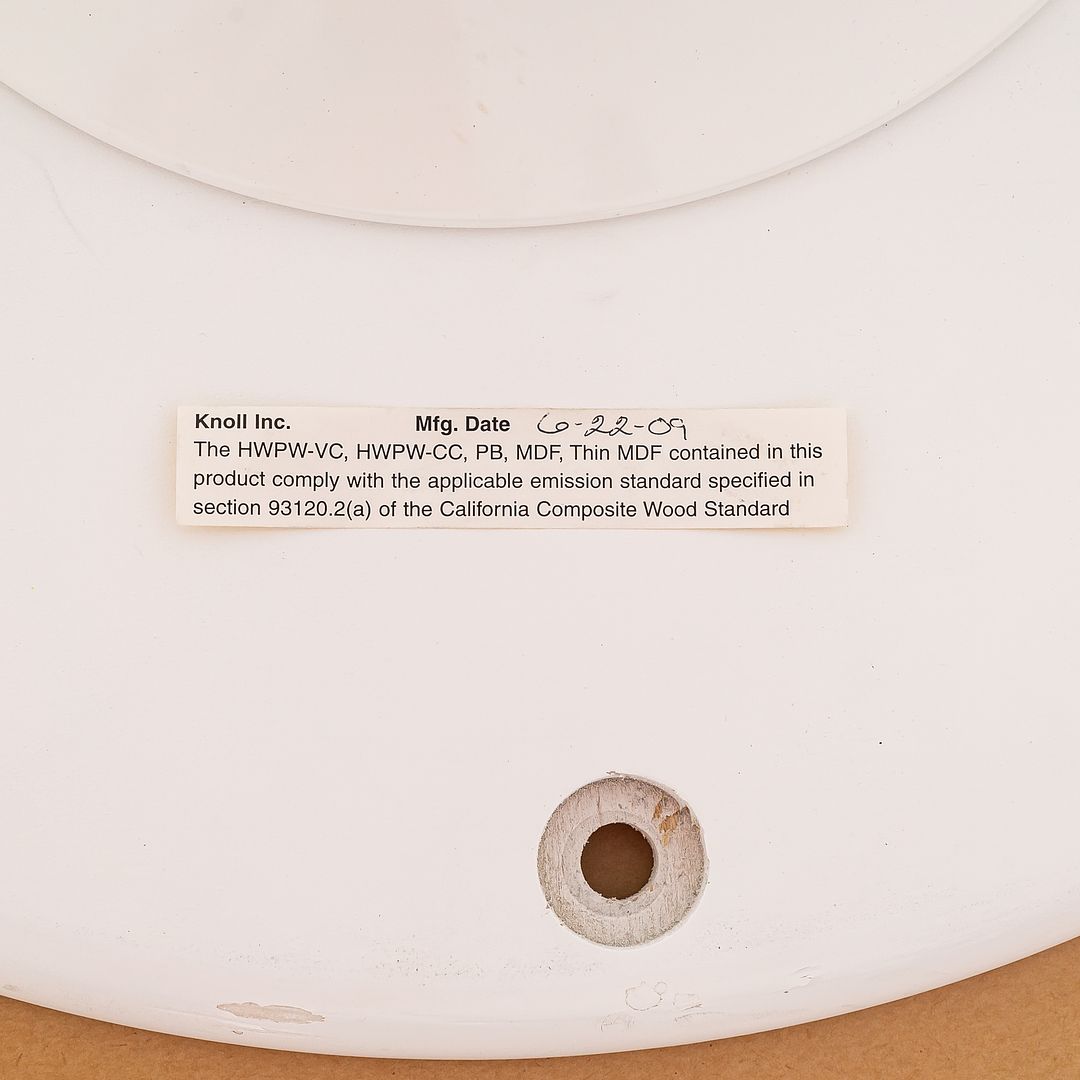 Knoll Inc. Mfg. Date 6-22-09
The HWPW-VC, HWPW-CC, PB, MDF, Thin MDF contained in this
product comply with the applicable emission standard specified in
section 93120.2(a) of the California Composite Wood Standard